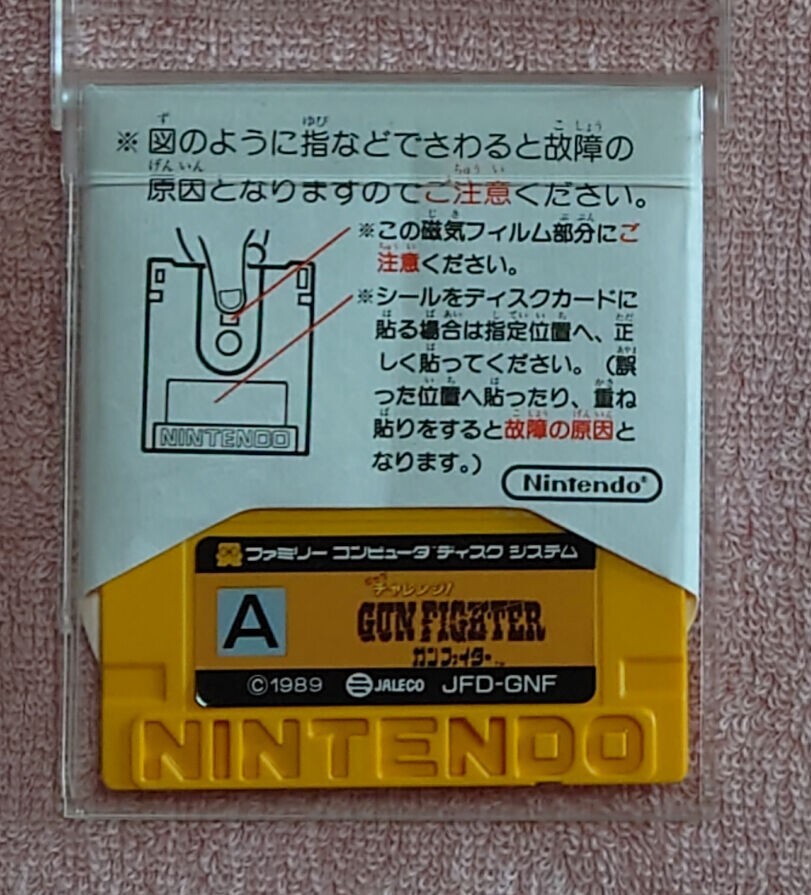 ※図のように指などでさわると故障の
原因となりますのでご注意ください。
※この磁気フィルム部分にご
注意ください。
※シールをディスクカードに
貼る場合は指定位置へ、正
しく貼ってください。(誤
った位置へ貼ったり、重ね
貼りをすると故障の原因と
なります。)
NINTENDO
Nintendo®
ファミリー コンピュータ ディスク システム
A
チャレンジ!
GUN FIGHTER
ガンファイター™
©1989 JALECO JFD-GNF
NINTENDO